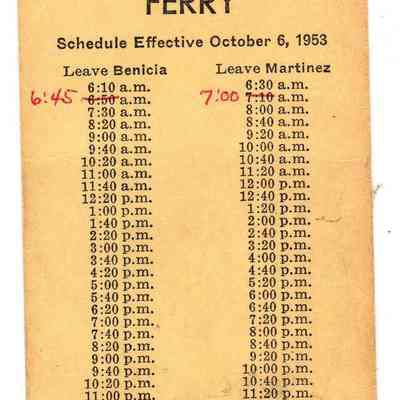 FERRY
Schedule Effective October 6, 1953
Leave Benicia Leave Martinez
6:10 a.m. 6:30 a.m.
6:45 6:50 a.m. 7:00 7:10 a.m.
7:30 a.m. 8:00 a.m.
8:20 a.m. 8:40 a.m.
9:00 a.m. 9:20 a.m.
9:40 a.m. 10:00 a.m.
10:20 a.m. 10:40 a.m.
11:00 a.m. 11:20 a.m.
11:40 a.m. 12:00 p.m.
12:20 p.m. 12:40 p.m.
1:00 p.m. 1:20 p.m.
1:40 p.m. 2:00 p.m.
2:20 p.m. 2:40 p.m.
3:00 p.m. 3:20 p.m.
3:40 p.m. 4:00 p.m.
4:20 p.m. 4:40 p.m.
5:00 p.m. 5:20 p.m.
5:40 p.m. 6:00 p.m.
6:20 p.m. 6:40 p.m.
7:00 p.m. 7:20 p.m.
7:40 p.m. 8:00 p.m.
8:20 p.m. 8:40 p.m.
9:00 p.m. 9:20 p.m.
9:40 p.m. 10:00 p.m.
10:20 p.m. 10:40 p.m.
11:00 p.m. 11:20 p.m.